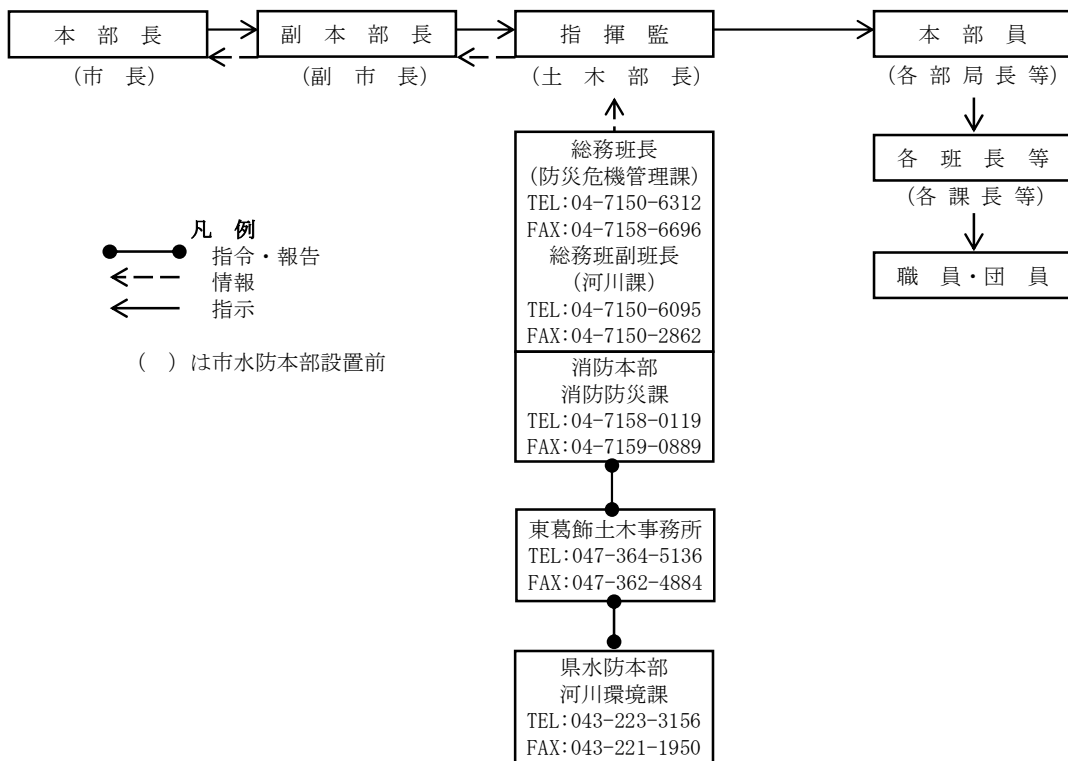 本　部　長
副　本　部　長
指　揮　監
本　部　員
(市　長)
(副　市　長)
(土 木 部 長)
(各 部 局 長 等)
総務班長
(防災危機管理課)
TEL:04-7150-6312
FAX:04-7158-6696
総務班副班長
(河川課)
TEL:04-7150-6095
FAX:04-7150-2862
各　班　長　等
(各 課 長 等)
職　員・団　員
凡　例
指令・報告
情報
指示
(　)は市水防本部設置前
消防本部
消防防災課
TEL:04-7158-0119
FAX:04-7159-0889
東葛飾土木事務所
TEL:047-364-5136
FAX:047-362-4884
県水防本部
河川環境課
TEL:043-223-3156
FAX:043-221-1950